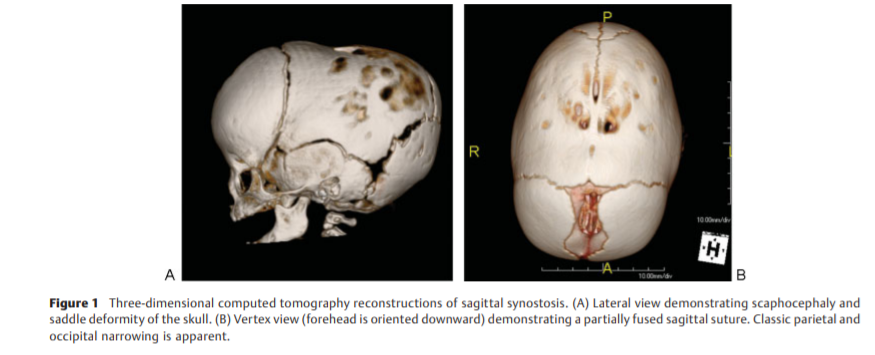 P
R
10.00mm/div
H
A
10.00mm/div
A
B
Figure 1 Three-dimensional computed tomography reconstructions of sagittal synostosis. (A) Lateral view demonstrating scaphocephaly and
saddle deformity of the skull. (B) Vertex view (forehead is oriented downward) demonstrating a partially fused sagittal suture. Classic parietal and
occipital narrowing is apparent.